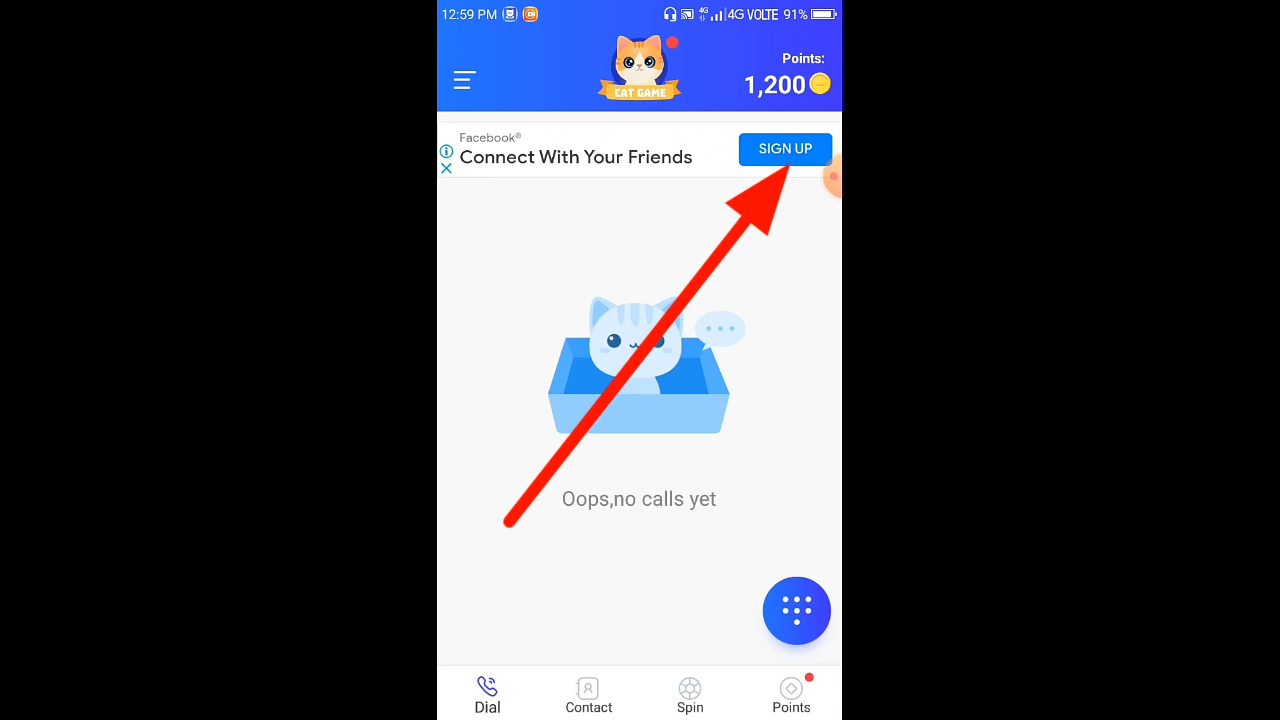 12:59 PM 4G 4G VOLTE 91%
Points:
1,200
CAT GAME
Facebook®
Connect With Your Friends
SIGN UP
Oops,no calls yet
Dial Contact Spin Points